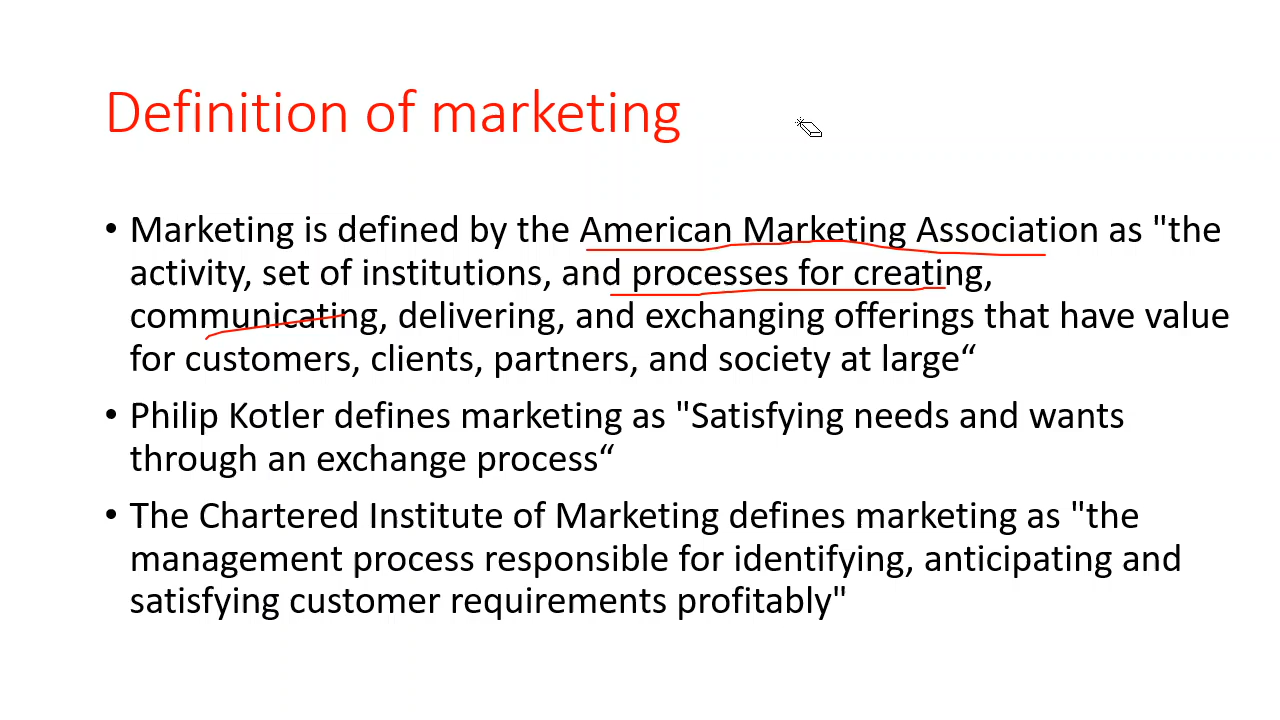 Definition of marketing
• Marketing is defined by the American Marketing Association as "the
activity, set of institutions, and processes for creating,
communicating, delivering, and exchanging offerings that have value
for customers, clients, partners, and society at large“
• Philip Kotler defines marketing as "Satisfying needs and wants
through an exchange process“
• The Chartered Institute of Marketing defines marketing as "the
management process responsible for identifying, anticipating and
satisfying customer requirements profitably"